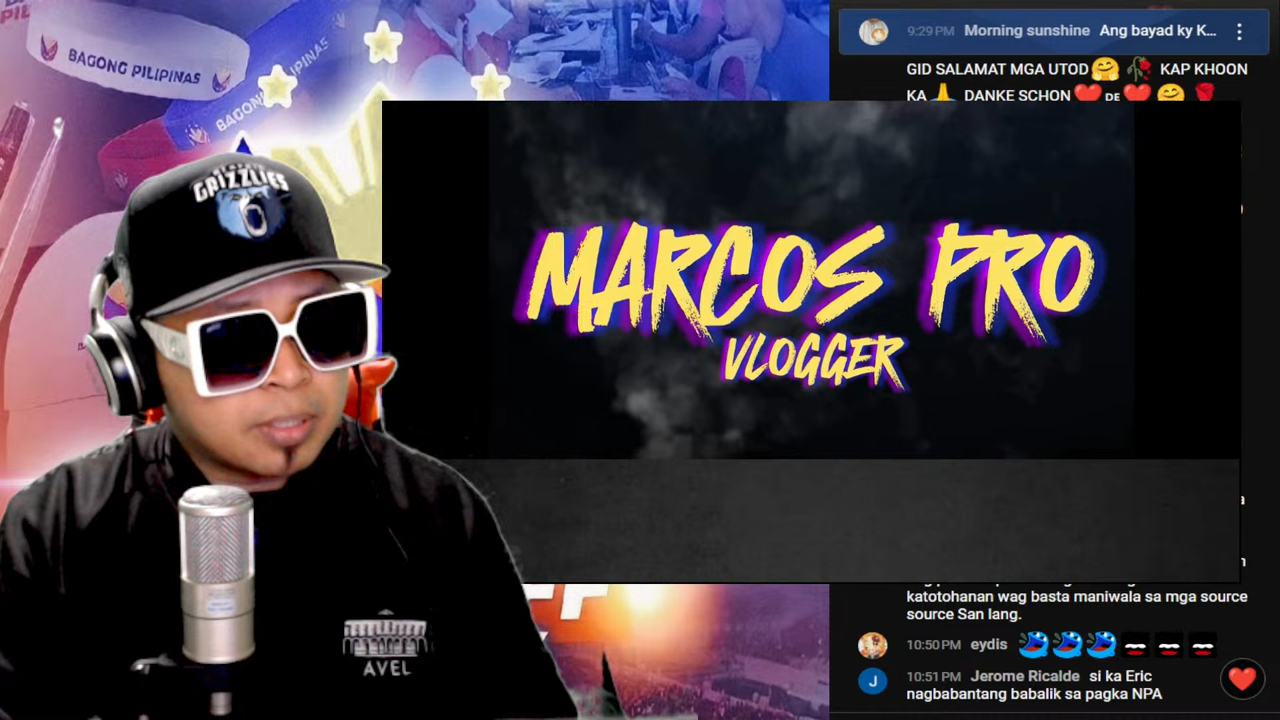 BAGONG PILIPINAS
BAGONG
PINAS
GRIZZLIES
MARCOS PRO
VLOGGER
AVEL
9:29 PM Morning sunshine Ang bayad ky K...
GID SALAMAT MGA UTOD🤗 🥀 KAP KHOON
KA🙏 DANKE SCHON❤️ DE❤️ 🤗 🌹
katotohanan wag basta maniwala sa mga source
source San lang.
10:50 PM eydis
J
10:51 PM Jerome Ricalde si ka Eric
nagbabantang babalik sa pagka NPA